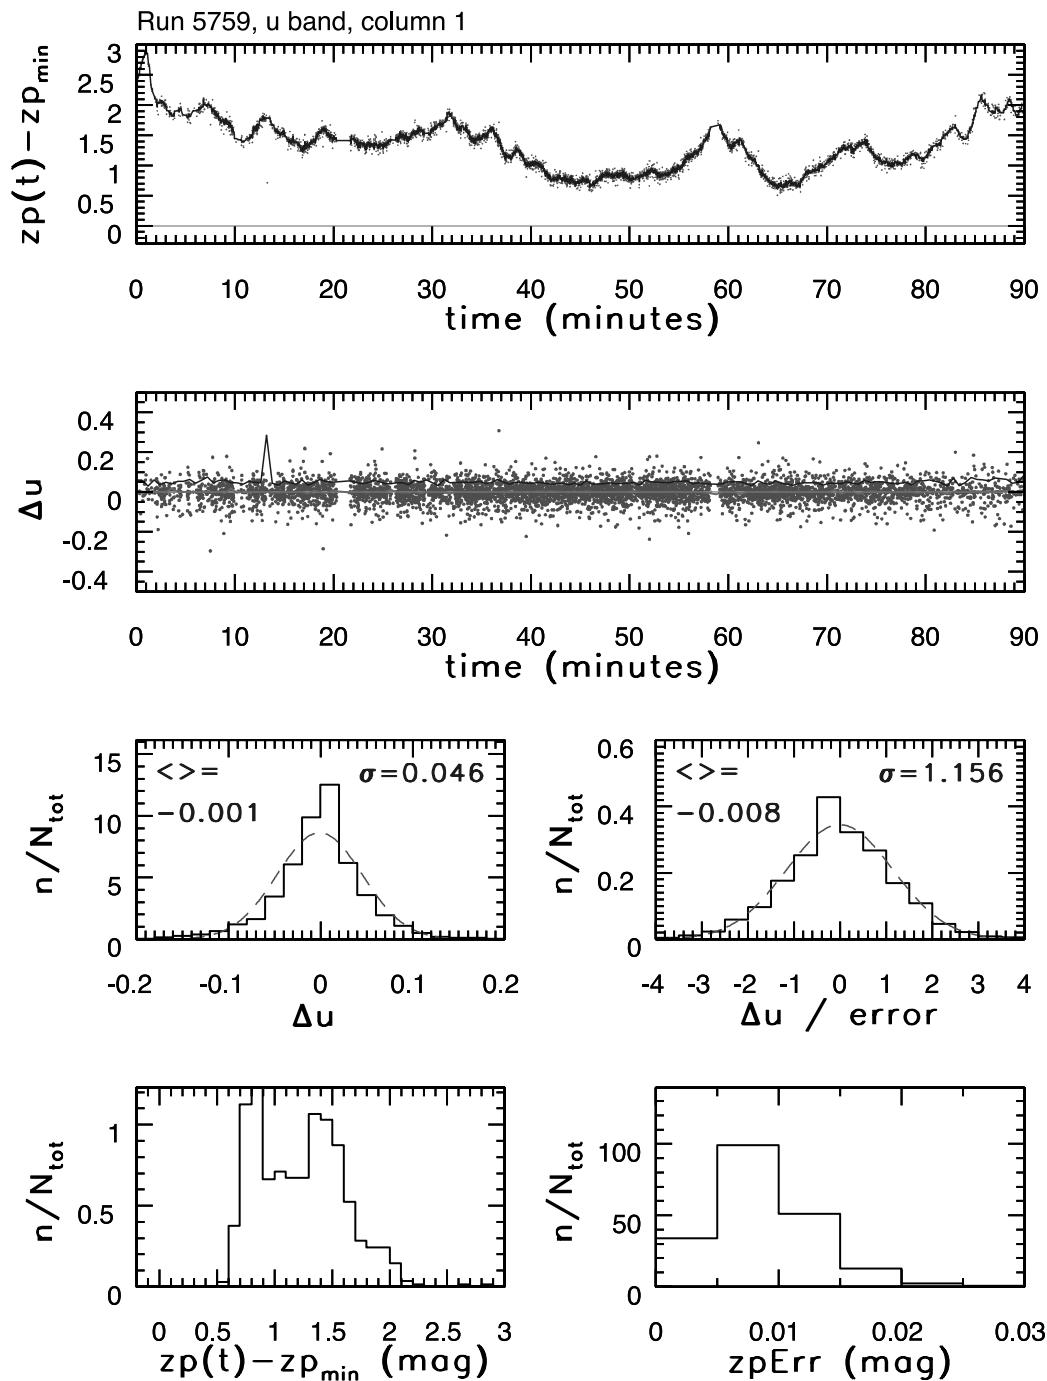 Run 5759, u band, column 1
zp(t)−zp_min
3
2.5
2
1.5
1
0.5
0
0 10 20 30 40 50 60 70 80 90
time (minutes)
Δu
0.4
0.2
0
-0.2
-0.4
0 10 20 30 40 50 60 70 80 90
time (minutes)
n/N_tot
15
10
5
0
<>=
−0.001
σ=0.046
-0.2 -0.1 0 0.1 0.2
Δu
n/N_tot
0.6
0.4
0.2
0
<>=
−0.008
σ=1.156
-4 -3 -2 -1 0 1 2 3 4
Δu / error
n/N_tot
1
0.5
0
0 0.5 1 1.5 2 2.5 3
zp(t)−zp_min (mag)
n/N_tot
100
50
0
0 0.01 0.02 0.03
zpErr (mag)